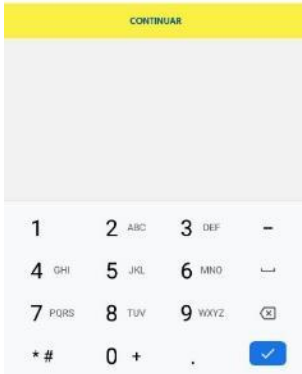 CONTINUAR
1 2 ABC 3 DEF -
4 GHI 5 JKL 6 MNO
7 PQRS 8 TUV 9 WXYZ
* # 0 + .